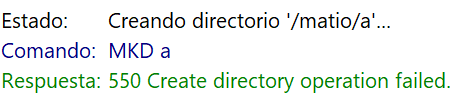 Estado: Creando directorio '/matio/a'...
Comando: MKD a
Respuesta: 550 Create directory operation failed.